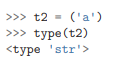 >>> t2 = ('a')
>>> type(t2)
<type 'str'>